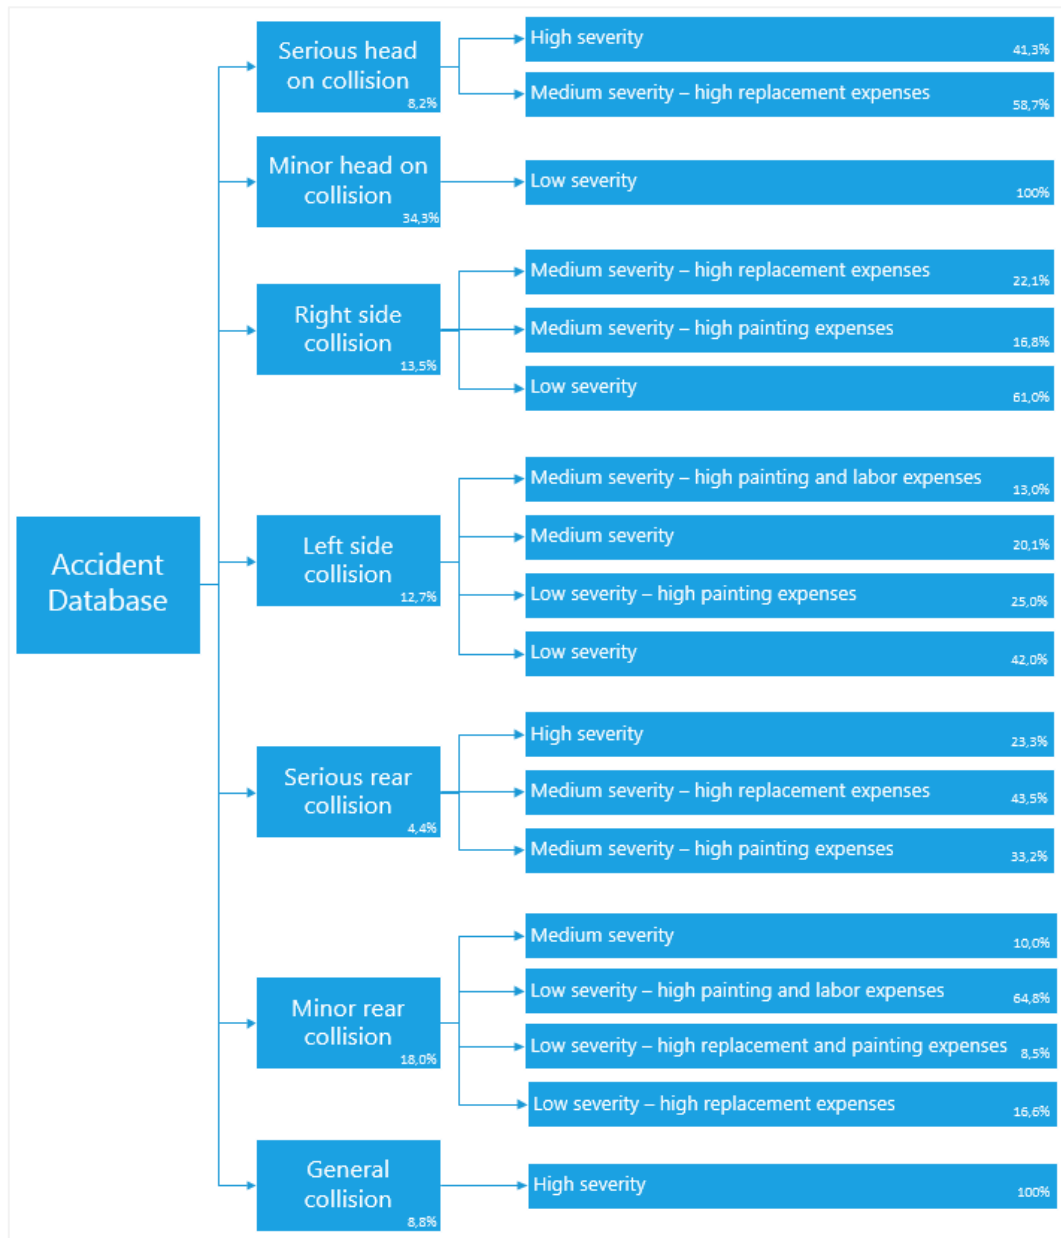 Accident
Database
Serious head
on collision
8,2%
High severity
41,3%
Medium severity – high replacement expenses
58,7%
Minor head on
collision
34,3%
Low severity
100%
Right side
collision
13,5%
Medium severity – high replacement expenses
22,1%
Medium severity – high painting expenses
16,8%
Low severity
61,0%
Left side
collision
12,7%
Medium severity – high painting and labor expenses
13,0%
Medium severity
20,1%
Low severity – high painting expenses
25,0%
Low severity
42,0%
Serious rear
collision
4,4%
High severity
23,3%
Medium severity – high replacement expenses
43,5%
Medium severity – high painting expenses
33,2%
Minor rear
collision
18,0%
Medium severity
10,0%
Low severity – high painting and labor expenses
64,8%
Low severity – high replacement and painting expenses
8,5%
Low severity – high replacement expenses
16,6%
General
collision
8,8%
High severity
100%